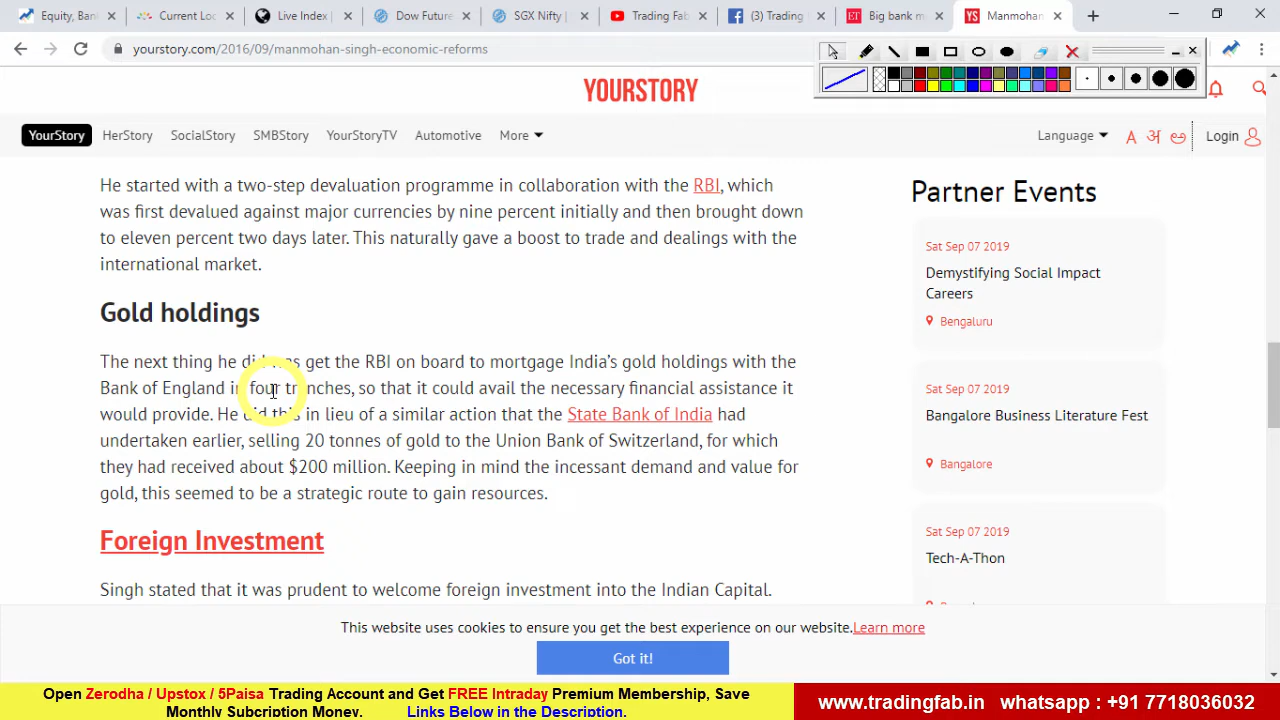 Equity, Bank
Current Loc
Live Index |
Dow Future
SGX Nifty |
Trading Fab
(3) Trading
Big bank m
Manmohan
yourstory.com/2016/09/manmohan-singh-economic-reforms
YOURSTORY
YourStory HerStory SocialStory SMBStory YourStoryTV Automotive More
Language A अ Login
He started with a two-step devaluation programme in collaboration with the RBI, which
was first devalued against major currencies by nine percent initially and then brought down
to eleven percent two days later. This naturally gave a boost to trade and dealings with the
international market.
Gold holdings
The next thing he did was get the RBI on board to mortgage India's gold holdings with the
Bank of England in four tranches, so that it could avail the necessary financial assistance it
would provide. He did this in lieu of a similar action that the State Bank of India had
undertaken earlier, selling 20 tonnes of gold to the Union Bank of Switzerland, for which
they had received about $200 million. Keeping in mind the incessant demand and value for
gold, this seemed to be a strategic route to gain resources.
Foreign Investment
Singh stated that it was prudent to welcome foreign investment into the Indian Capital.
Partner Events
Sat Sep 07 2019
Demystifying Social Impact
Careers
Bengaluru
Sat Sep 07 2019
Bangalore Business Literature Fest
Bangalore
Sat Sep 07 2019
Tech-A-Thon
This website uses cookies to ensure you get the best experience on our website.Learn more
Got it!
Open Zerodha / Upstox / 5Paisa Trading Account and Get FREE Intraday Premium Membership, Save
Monthly Subcription Money. Links Below in the Description.
www.tradingfab.in whatsapp : +91 7718036032